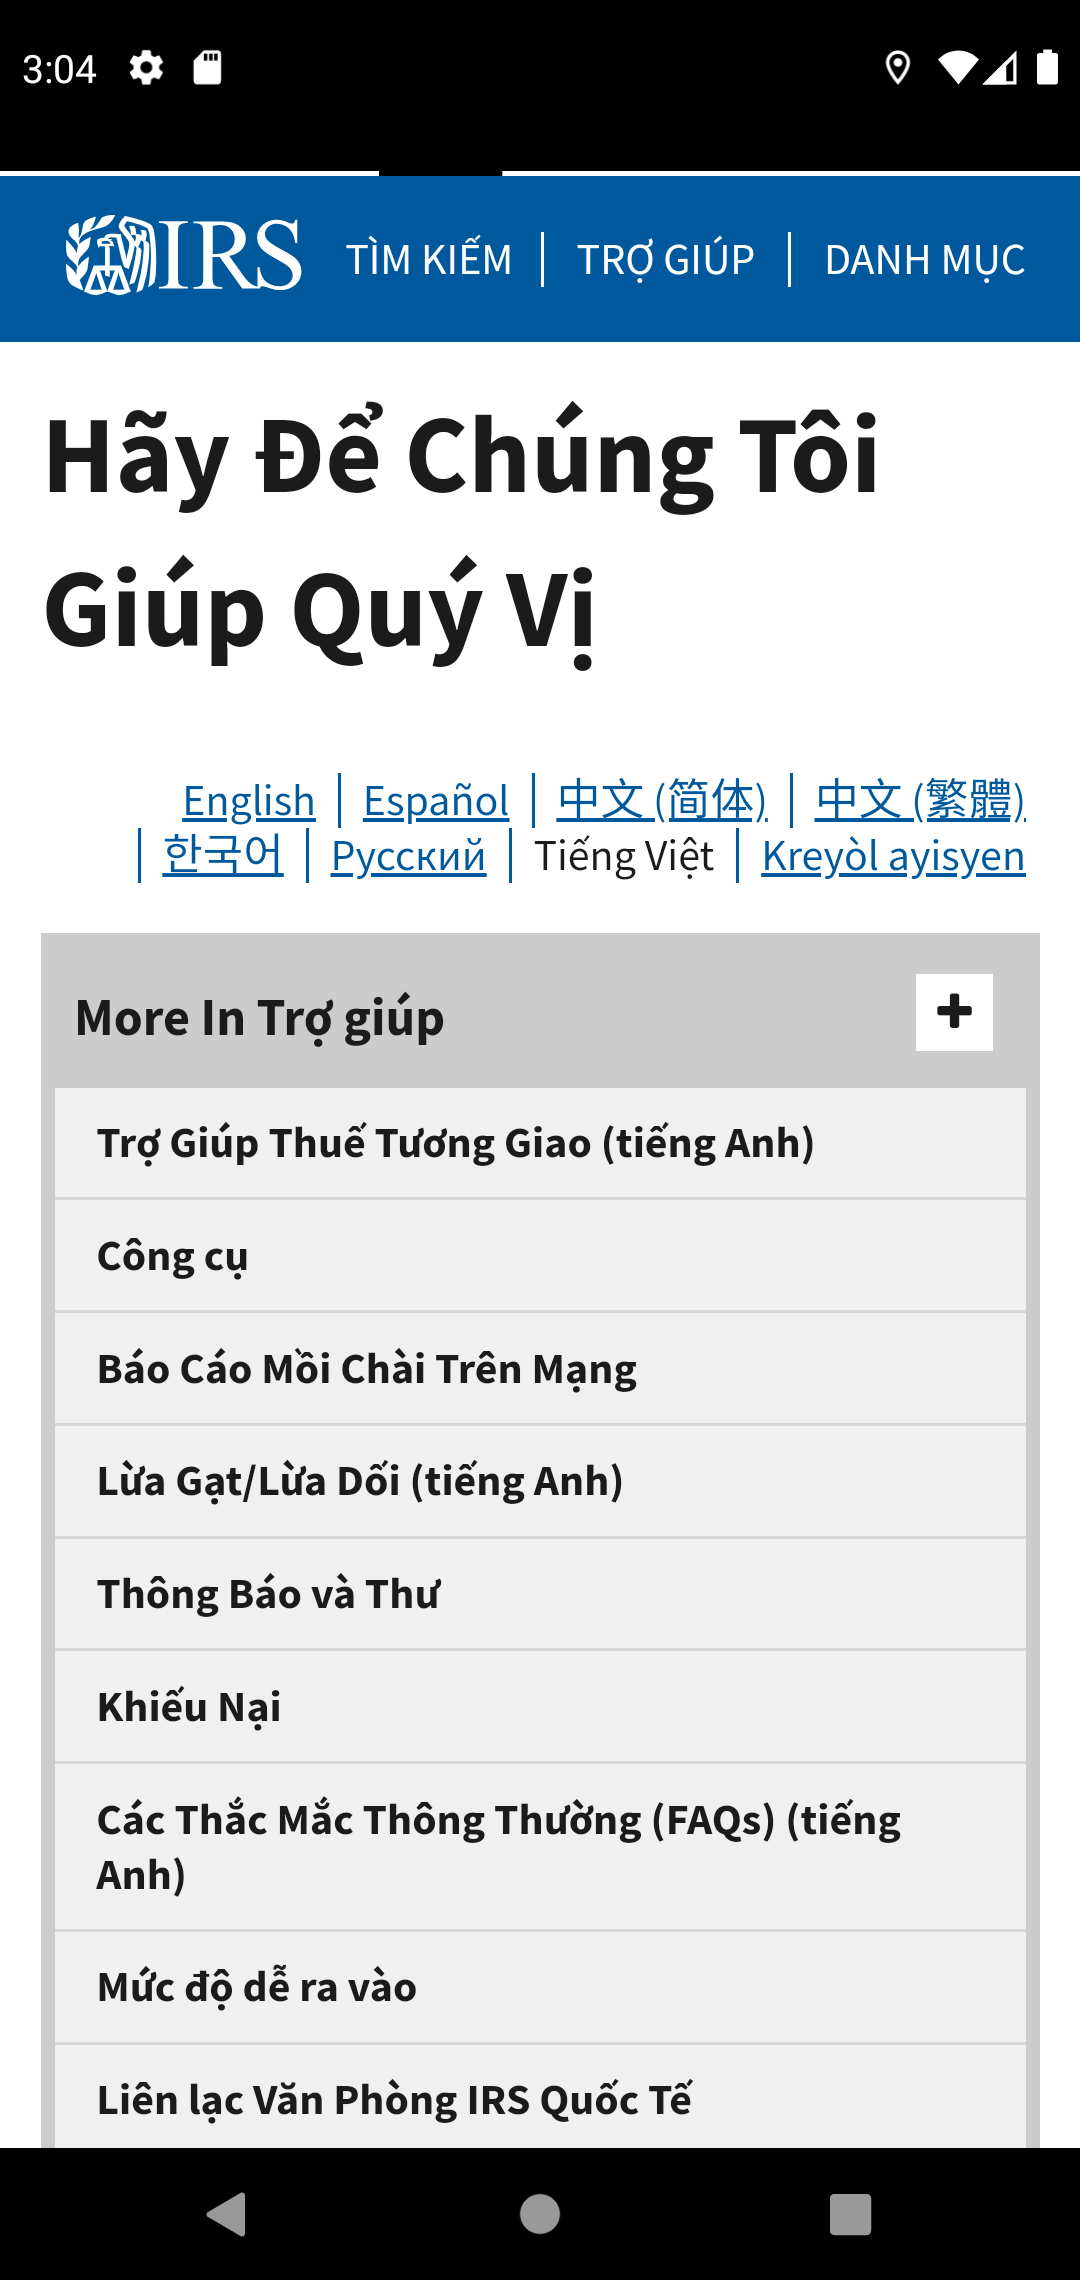 3:04
IRS
TÌM KIẾM
TRỢ GIÚP
DANH MỤC
Hãy Để Chúng Tôi
Giúp Quý Vị
English | Español | 中文 (简体) | 中文 (繁體)
| 한국어 | Русский | Tiếng Việt | Kreyòl ayisyen
More In Trợ giúp
Trợ Giúp Thuế Tương Giao (tiếng Anh)
Công cụ
Báo Cáo Mồi Chài Trên Mạng
Lừa Gạt/Lừa Dối (tiếng Anh)
Thông Báo và Thư
Khiếu Nại
Các Thắc Mắc Thông Thường (FAQs) (tiếng
Anh)
Mức độ dễ ra vào
Liên lạc Văn Phòng IRS Quốc Tế